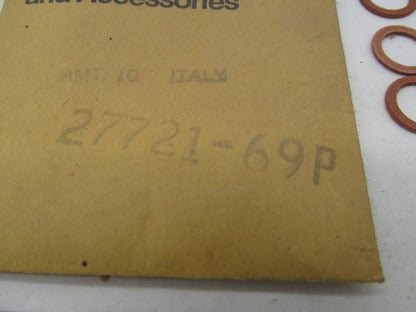 and Accessories
AMT. 10 ITALY
27721-69P